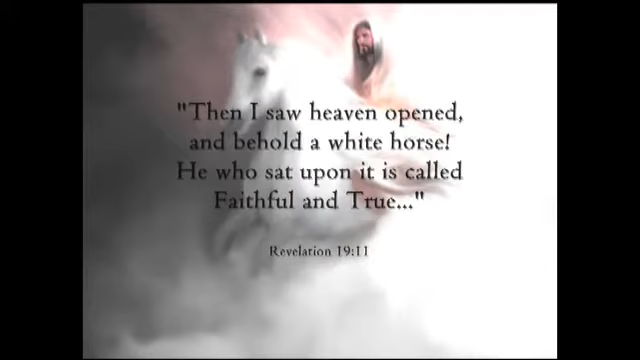 "Then I saw heaven opened,
and behold a white horse!
He who sat upon it is called
Faithful and True..."
Revelation 19:11